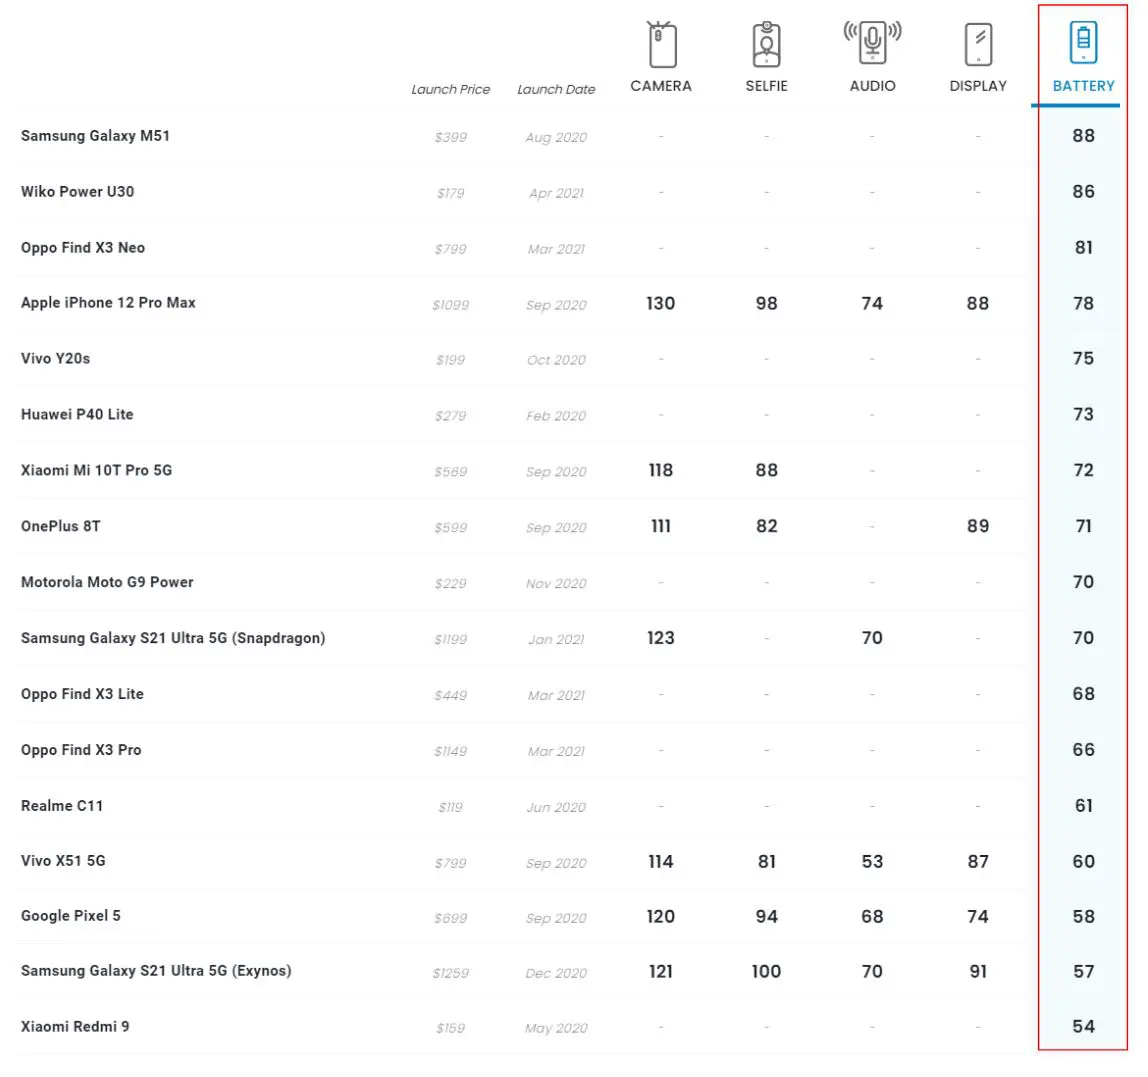 Launch Price Launch Date CAMERA SELFIE AUDIO DISPLAY BATTERY
Samsung Galaxy M51 $399 Aug 2020 - - - - 88
Wiko Power U30 $179 Apr 2021 - - - - 86
Oppo Find X3 Neo $799 Mar 2021 - - - - 81
Apple iPhone 12 Pro Max $1099 Sep 2020 130 98 74 88 78
Vivo Y20s $199 Oct 2020 - - - - 75
Huawei P40 Lite $279 Feb 2020 - - - - 73
Xiaomi Mi 10T Pro 5G $569 Sep 2020 118 88 - - 72
OnePlus 8T $599 Sep 2020 111 82 - 89 71
Motorola Moto G9 Power $229 Nov 2020 - - - - 70
Samsung Galaxy S21 Ultra 5G (Snapdragon) $1199 Jan 2021 123 - 70 - 70
Oppo Find X3 Lite $449 Mar 2021 - - - - 68
Oppo Find X3 Pro $1149 Mar 2021 - - - - 66
Realme C11 $119 Jun 2020 - - - - 61
Vivo X51 5G $799 Sep 2020 114 81 53 87 60
Google Pixel 5 $699 Sep 2020 120 94 68 74 58
Samsung Galaxy S21 Ultra 5G (Exynos) $1259 Dec 2020 121 100 70 91 57
Xiaomi Redmi 9 $159 May 2020 - - - - 54